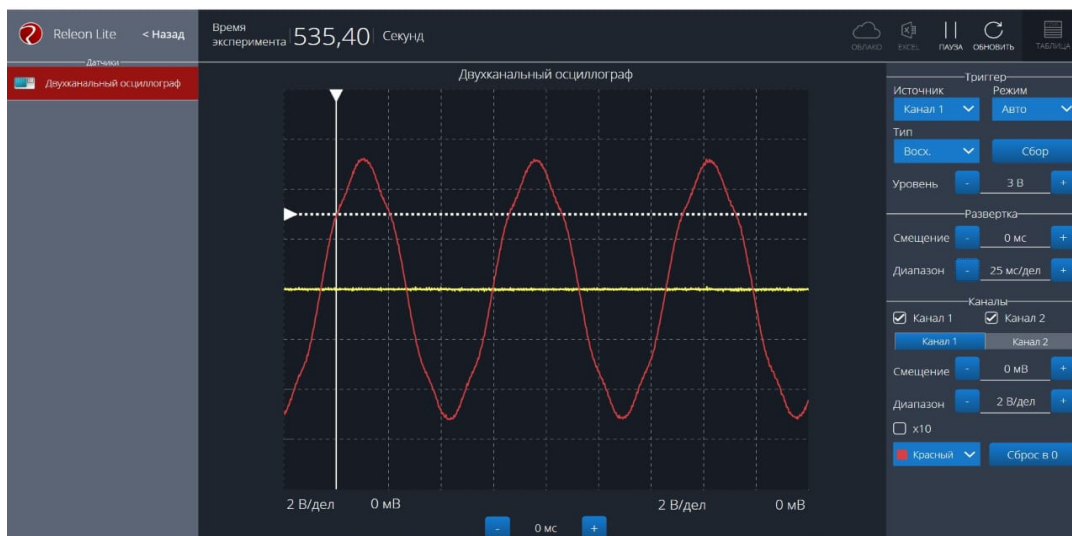 Releon Lite
< Назад
Время эксперимента
535,40
Секунд
ОБЛАКО
EXCEL
ПАУЗА
ОБНОВИТЬ
ТАБЛИЦА
Датчики
Двухканальный осциллограф
Двухканальный осциллограф
Триггер
Источник
Режим
Канал 1
Авто
Тип
Восх.
Сбор
Уровень
-
3 В
+
Развертка
Смещение
-
0 мс
+
Диапазон
-
25 мс/дел
+
Каналы
Канал 1
Канал 2
Канал 1
Канал 2
Смещение
-
0 мВ
+
Диапазон
-
2 В/дел
+
x10
Красный
Сброс в 0
2 В/дел
0 мВ
2 В/дел
0 мВ
-
0 мс
+